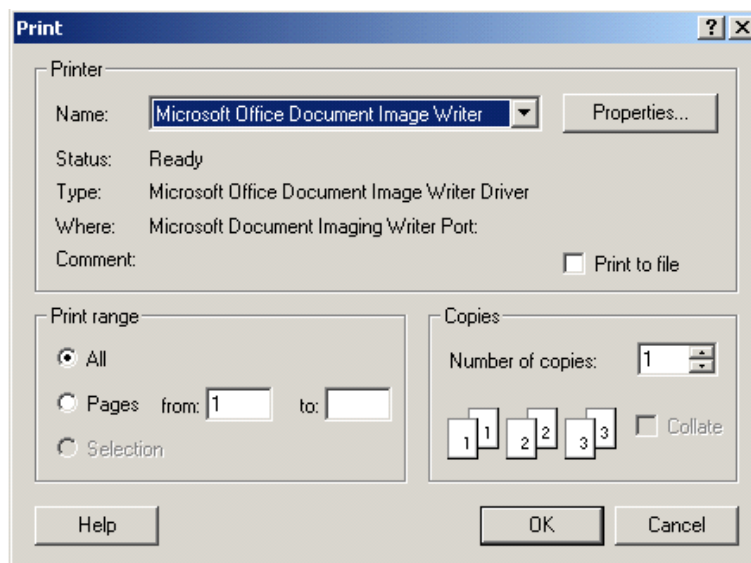 Print
Printer
Name: Microsoft Office Document Image Writer Properties...
Status: Ready
Type: Microsoft Office Document Image Writer Driver
Where: Microsoft Document Imaging Writer Port:
Comment: Print to file
Print range
All
Pages from: 1 to:
Selection
Copies
Number of copies: 1
1 1 2 2 3 3 Collate
Help OK Cancel